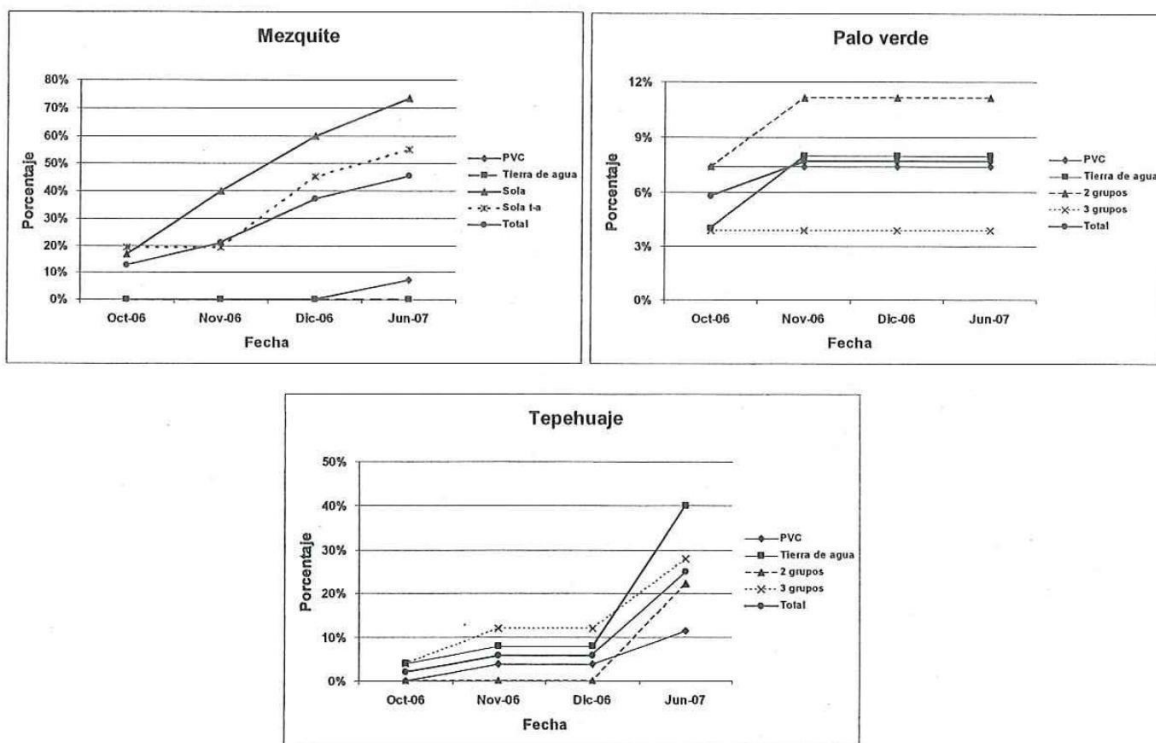 Mezquite
Porcentaje
80%
70%
60%
50%
40%
30%
20%
10%
0%
Oct-06 Nov-06 Dic-06 Jun-07
Fecha
PVC
Tierra de agua
Sola
Sola t-a
Total
Palo verde
Porcentaje
12%
9%
6%
3%
0%
Oct-06 Nov-06 Dic-06 Jun-07
Fecha
PVC
Tierra de agua
2 grupos
3 grupos
Total
Tepehuaje
Porcentaje
50%
40%
30%
20%
10%
0%
Oct-06 Nov-06 Dic-06 Jun-07
Fecha
PVC
Tierra de agua
2 grupos
3 grupos
Total